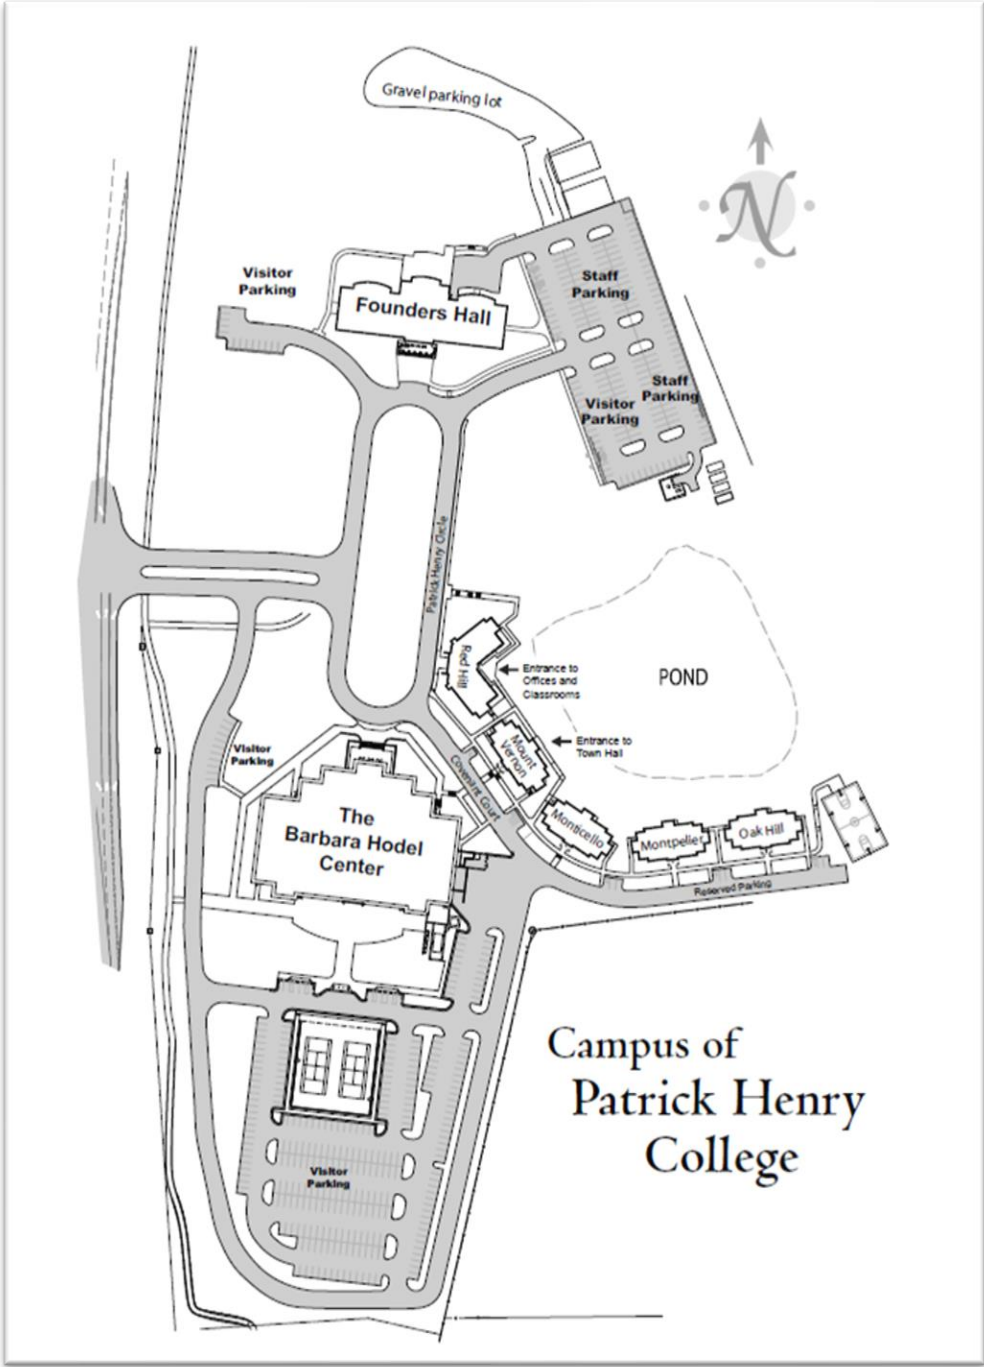 Gravel parking lot
N
Visitor
Parking
Founders Hall
Staff
Parking
Staff
Parking
Visitor
Parking
Patrick Henry Circle
Red Hill
Entrance to
Offices and
Classrooms
POND
Mount
Vernon
Entrance to
Town Hall
Visitor
Parking
Covenant Court
The
Barbara Hodel
Center
Monticello
Montpelier
Oak Hill
Reserved Parking
Campus of
Patrick Henry
College
Visitor
Parking